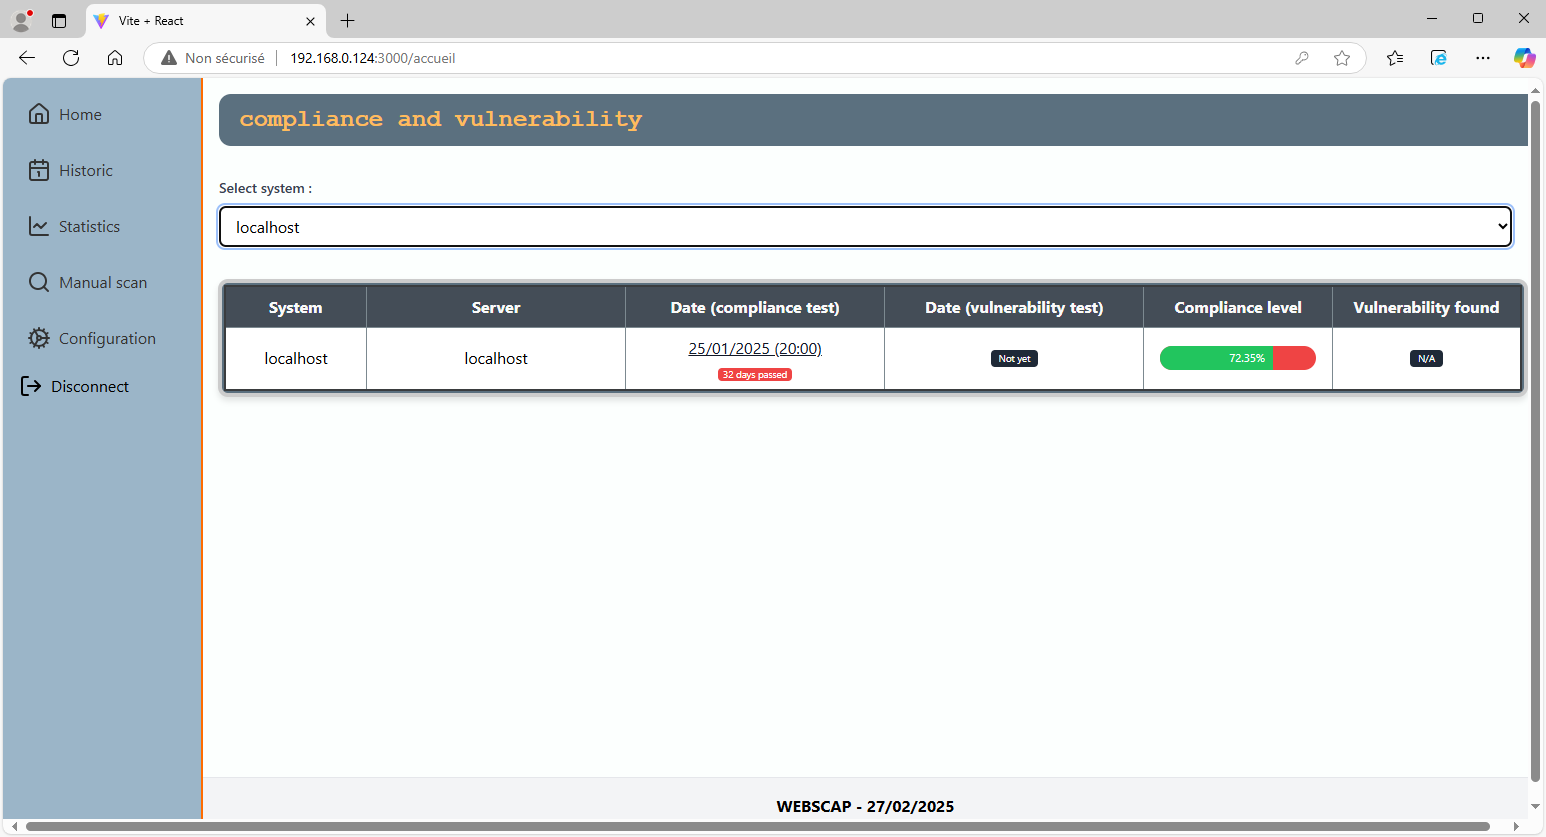 Vite + React
Non sécurisé
192.168.0.124:3000/accueil
Home
Historic
Statistics
Manual scan
Configuration
Disconnect
compliance and vulnerability
Select system :
localhost
System Server Date (compliance test) Date (vulnerability test) Compliance level Vulnerability found
localhost localhost 25/01/2025 (20:00) Not yet 72.35% N/A
32 days passed
WEBSCAP - 27/02/2025